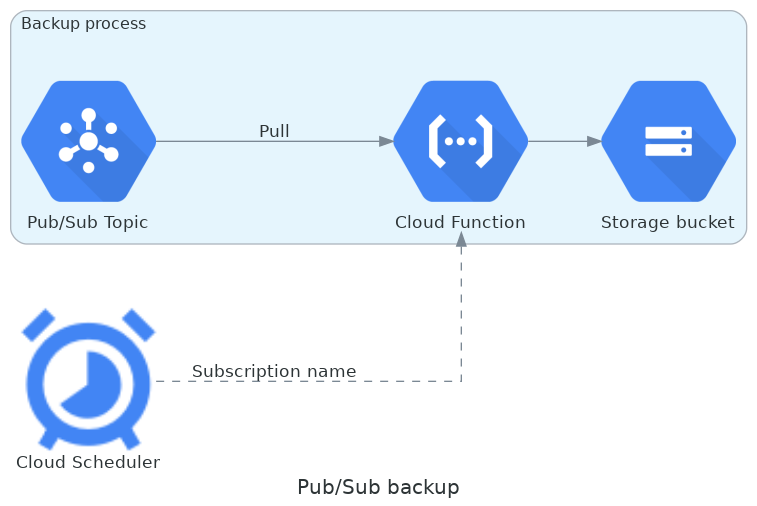 Backup process
Pull
Pub/Sub Topic
Cloud Function
Storage bucket
Subscription name
Cloud Scheduler
Pub/Sub backup